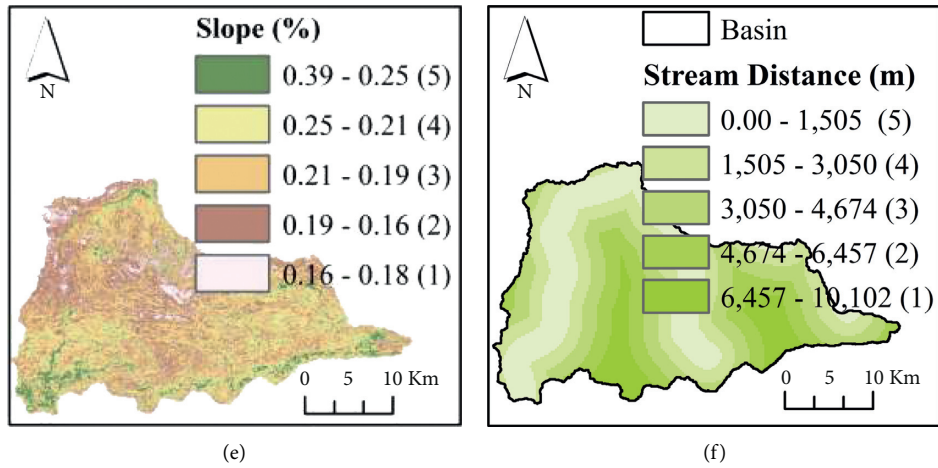 N
Slope (%)
0.39 - 0.25 (5)
0.25 - 0.21 (4)
0.21 - 0.19 (3)
0.19 - 0.16 (2)
0.16 - 0.18 (1)
0 5 10 Km
(e)
N
Basin
Stream Distance (m)
0.00 - 1,505 (5)
1,505 - 3,050 (4)
3,050 - 4,674 (3)
4,674 - 6,457 (2)
6,457 - 10,102 (1)
0 5 10 Km
(f)